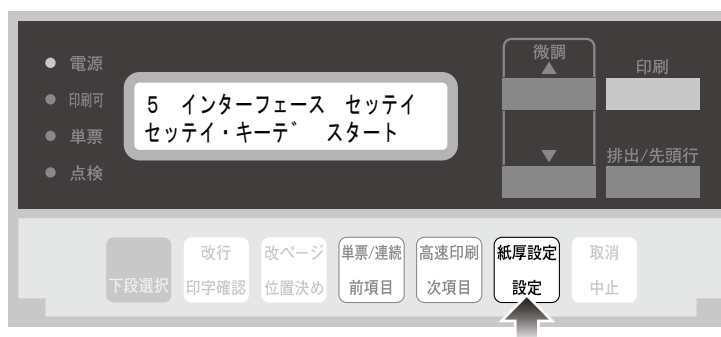 電源
印刷可
単票
点検
5 インターフェース セッテイ
セッテイ・キーデ スタート
微調
▲
▼
印刷
排出/先頭行
下段選択
改行
印字確認
改ページ
位置決め
単票/連続
前項目
高速印刷
次項目
紙厚設定
設定
取消
中止